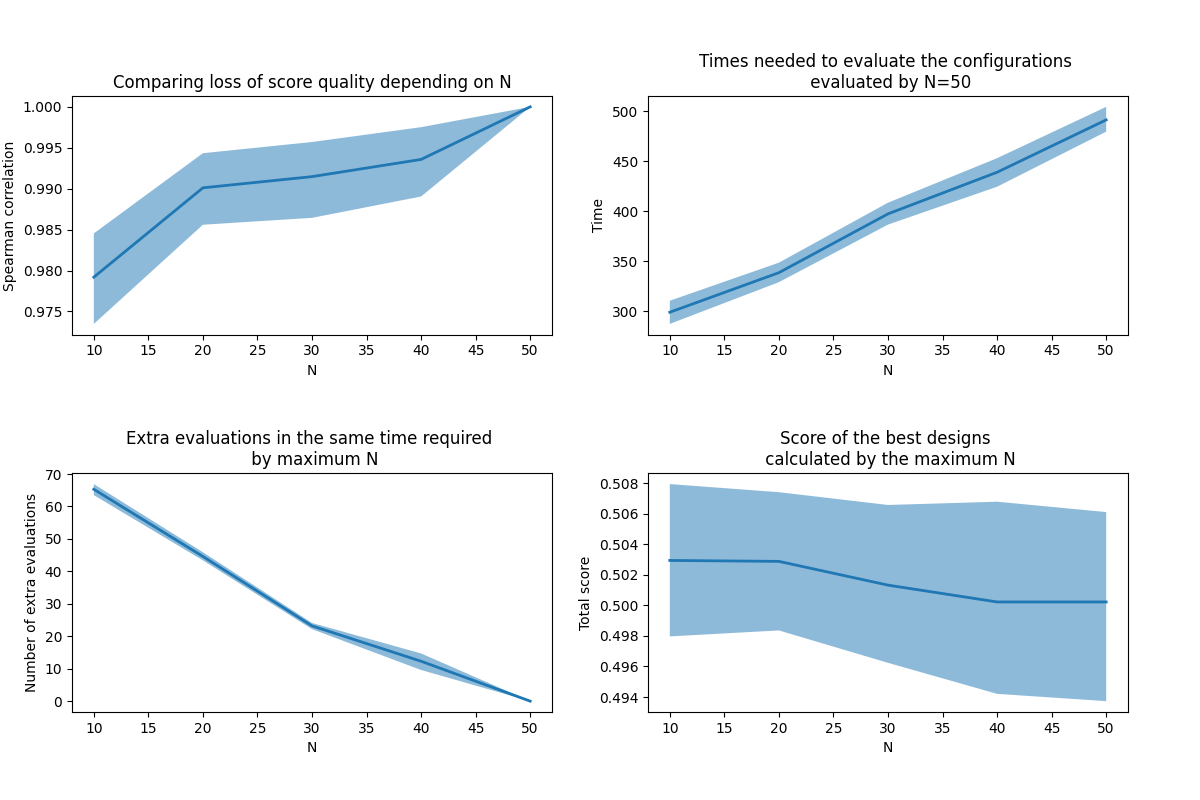 Comparing loss of score quality depending on N
Spearman correlation
1.000
0.995
0.990
0.985
0.980
0.975
10 15 20 25 30 35 40 45 50
N
Times needed to evaluate the configurations
evaluated by N=50
Time
500
450
400
350
300
10 15 20 25 30 35 40 45 50
N
Extra evaluations in the same time required
by maximum N
Number of extra evaluations
70
60
50
40
30
20
10
0
10 15 20 25 30 35 40 45 50
N
Score of the best designs
calculated by the maximum N
Total score
0.508
0.506
0.504
0.502
0.500
0.498
0.496
0.494
10 15 20 25 30 35 40 45 50
N